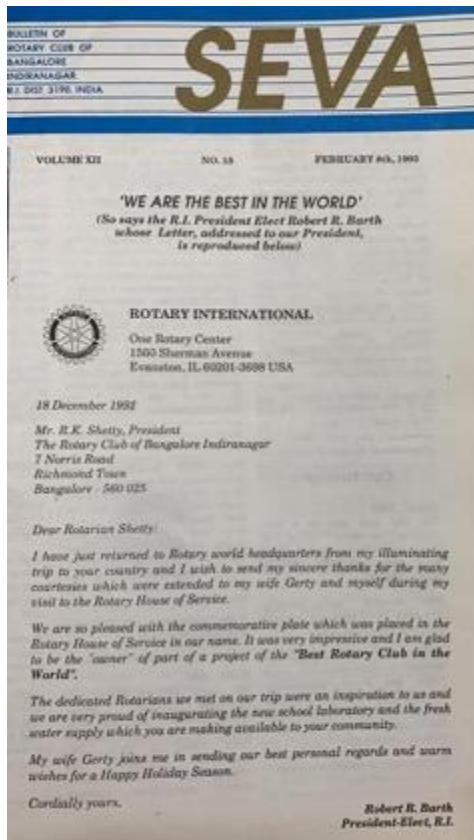 BULLETIN OF
ROTARY CLUB OF
BANGALORE
INDIRANAGAR
R.I. DIST 3190. INDIA
SEVA
VOLUME XII NO. 18 FEBRUARY 8th, 1993
'WE ARE THE BEST IN THE WORLD'
(So says the R.I. President Elect Robert R. Barth
whose Letter, addressed to our President,
is reproduced below)
ROTARY INTERNATIONAL
One Rotary Center
1560 Sherman Avenue
Evanston, IL 60201-3698 USA
18 December 1992
Mr. R.K. Shetty, President
The Rotary Club of Bangalore Indiranagar
7 Norris Road
Richmond Town
Bangalore - 560 025
Dear Rotarian Shetty:
I have just returned to Rotary world headquarters from my illuminating
trip to your country and I wish to send my sincere thanks for the many
courtesies which were extended to my wife Gerty and myself during my
visit to the Rotary House of Service.
We are so pleased with the commemorative plate which was placed in the
Rotary House of Service in our name. It was very impressive and I am glad
to be the "owner" of part of a project of the "Best Rotary Club in the
World".
The dedicated Rotarians we met on our trip were an inspiration to us and
we are very proud of inaugurating the new school laboratory and the fresh
water supply which you are making available to your community.
My wife Gerty joins me in sending our best personal regards and warm
wishes for a Happy Holiday Season.
Cordially yours,
Robert R. Barth
President-Elect, R.I.